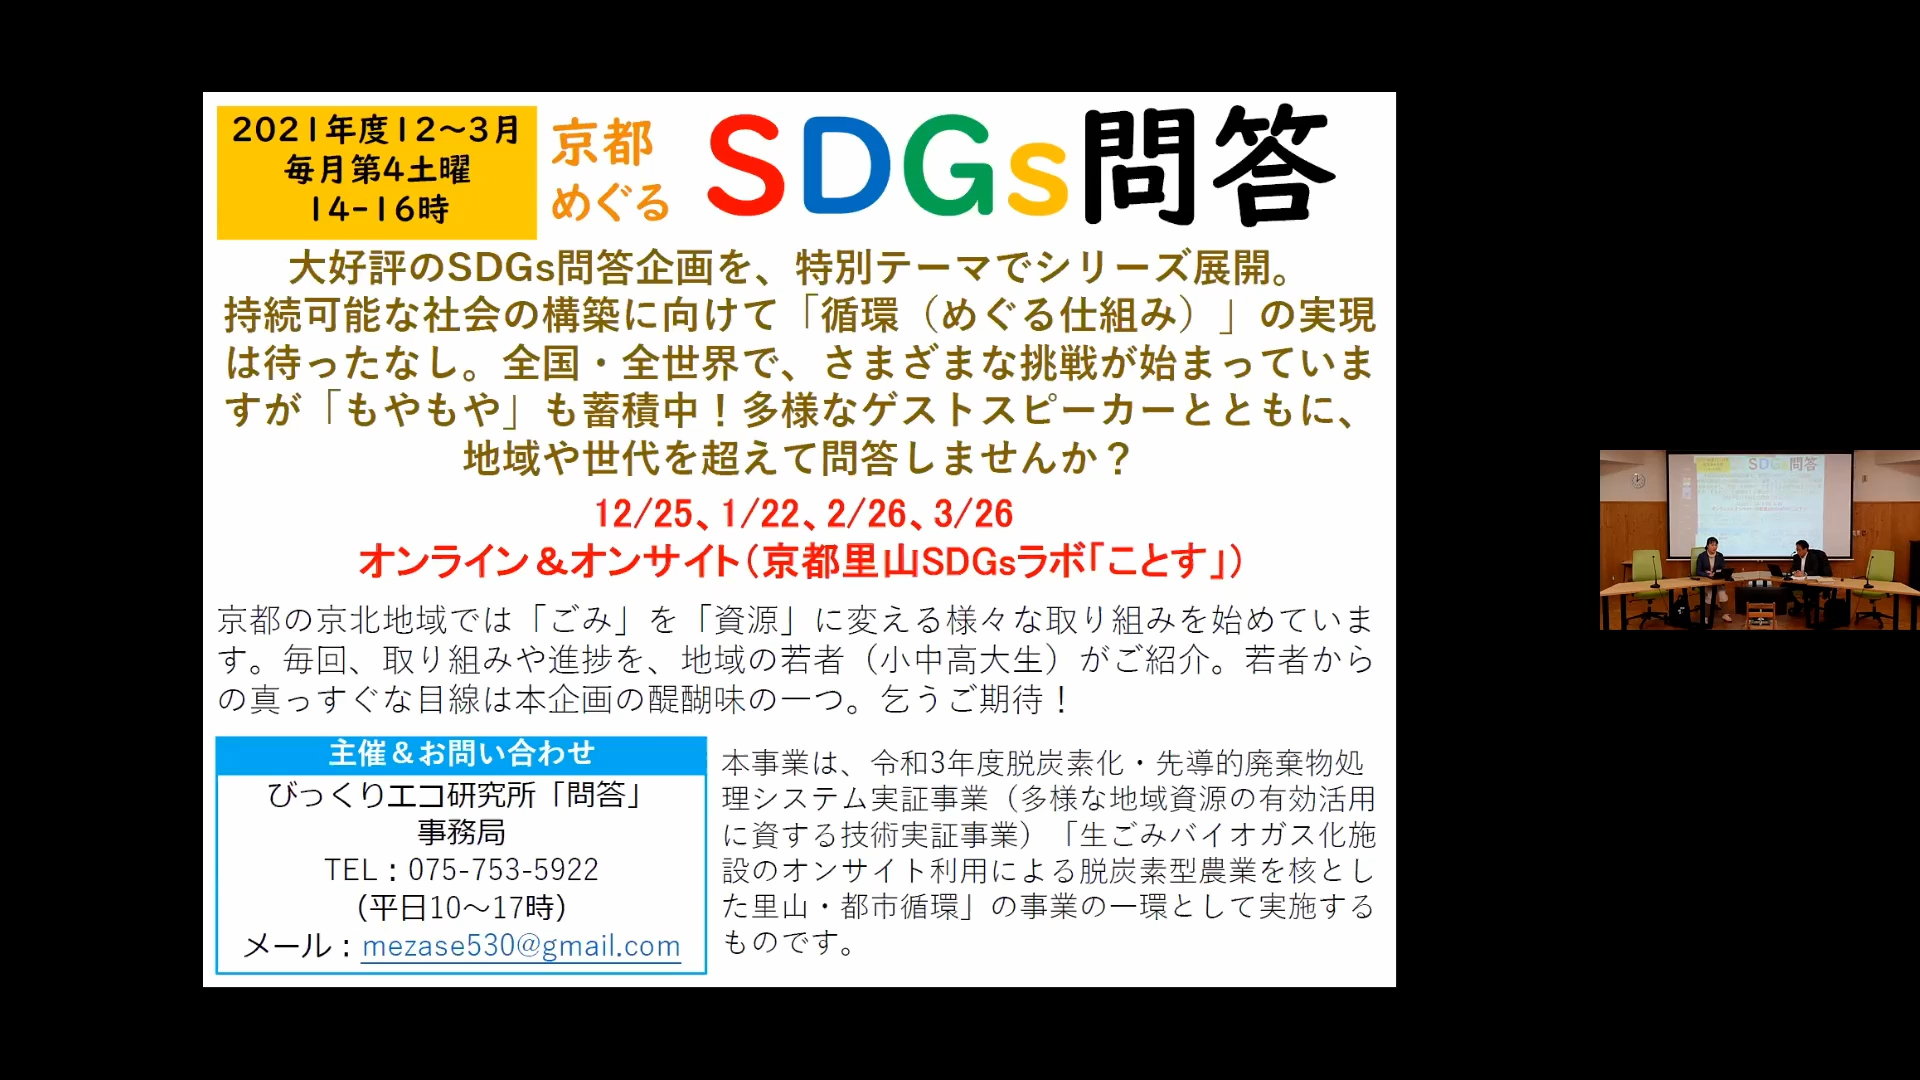 2021年度12～3月
毎月第4土曜
14-16時
京都
めぐる
SDGs問答
大好評のSDGs問答企画を、特別テーマでシリーズ展開。
持続可能な社会の構築に向けて「循環（めぐる仕組み）」の実現
は待ったなし。全国・全世界で、さまざまな挑戦が始まっていま
すが「もやもや」も蓄積中！多様なゲストスピーカーとともに、
地域や世代を超えて問答しませんか？
12/25、1/22、2/26、3/26
オンライン＆オンサイト（京都里山SDGsラボ「ことす」）
京都の京北地域では「ごみ」を「資源」に変える様々な取り組みを始めていま
す。毎回、取り組みや進捗を、地域の若者（小中高大生）がご紹介。若者から
の真っすぐな目線は本企画の醍醐味の一つ。乞うご期待！
主催＆お問い合わせ
びっくりエコ研究所「問答」
事務局
TEL：075-753-5922
（平日10～17時）
メール：mezase530@gmail.com
本事業は、令和3年度脱炭素化・先導的廃棄物処
理システム実証事業（多様な地域資源の有効活用
に資する技術実証事業）「生ごみバイオガス化施
設のオンサイト利用による脱炭素型農業を核とし
た里山・都市循環」の事業の一環として実施する
ものです。
SDGs問答